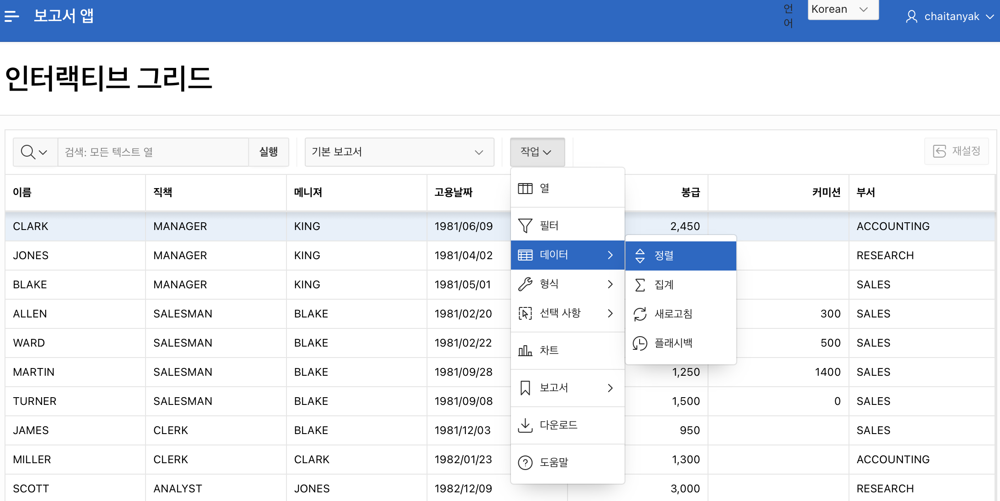 보고서 앱
언
어
Korean
chaitanyak
인터랙티브 그리드
검색: 모든 텍스트 열
실행
기본 보고서
작업
재설정
이름 직책 메니져 고용날짜 봉급 커미션 부서
CLARK MANAGER KING 1981/06/09 2,450 ACCOUNTING
JONES MANAGER KING 1981/04/02 RESEARCH
BLAKE MANAGER KING 1981/05/01 SALES
ALLEN SALESMAN BLAKE 1981/02/20 300 SALES
WARD SALESMAN BLAKE 1981/02/22 500 SALES
MARTIN SALESMAN BLAKE 1981/09/28 1,250 1400 SALES
TURNER SALESMAN BLAKE 1981/09/08 1,500 0 SALES
JAMES CLERK BLAKE 1981/12/03 950 SALES
MILLER CLERK CLARK 1982/01/23 1,300 ACCOUNTING
SCOTT ANALYST JONES 1982/12/09 3,000 RESEARCH
열
필터
데이터
형식
선택 사항
차트
보고서
다운로드
도움말
정렬
집계
새로고침
플래시백